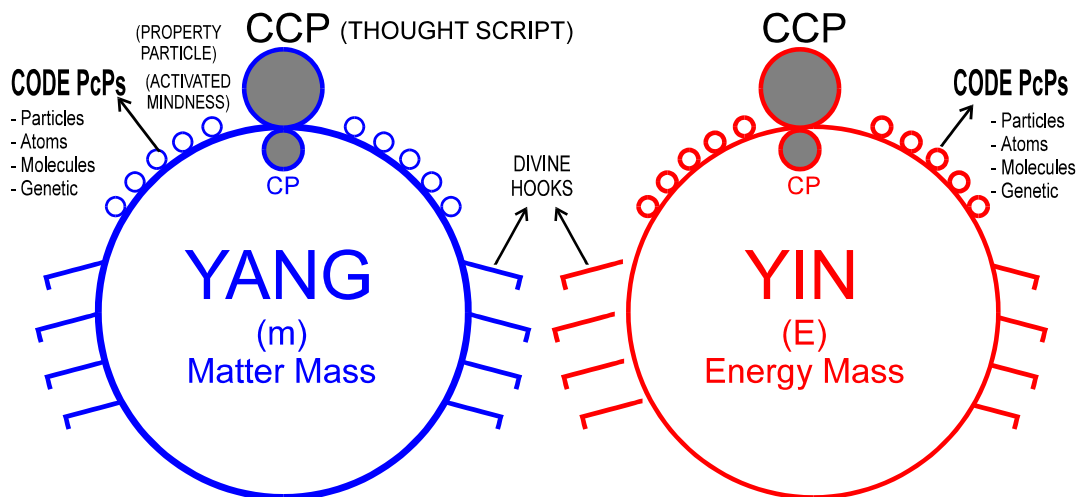 CCP (THOUGHT SCRIPT)
(PROPERTY
PARTICLE)
(ACTIVATED
MINDNESS)
CODE PcPs
- Particles
- Atoms
- Molecules
- Genetic
CP
YANG
(m)
Matter Mass
DIVINE
HOOKS
CCP
CODE PcPs
- Particles
- Atoms
- Molecules
- Genetic
CP
YIN
(E)
Energy Mass